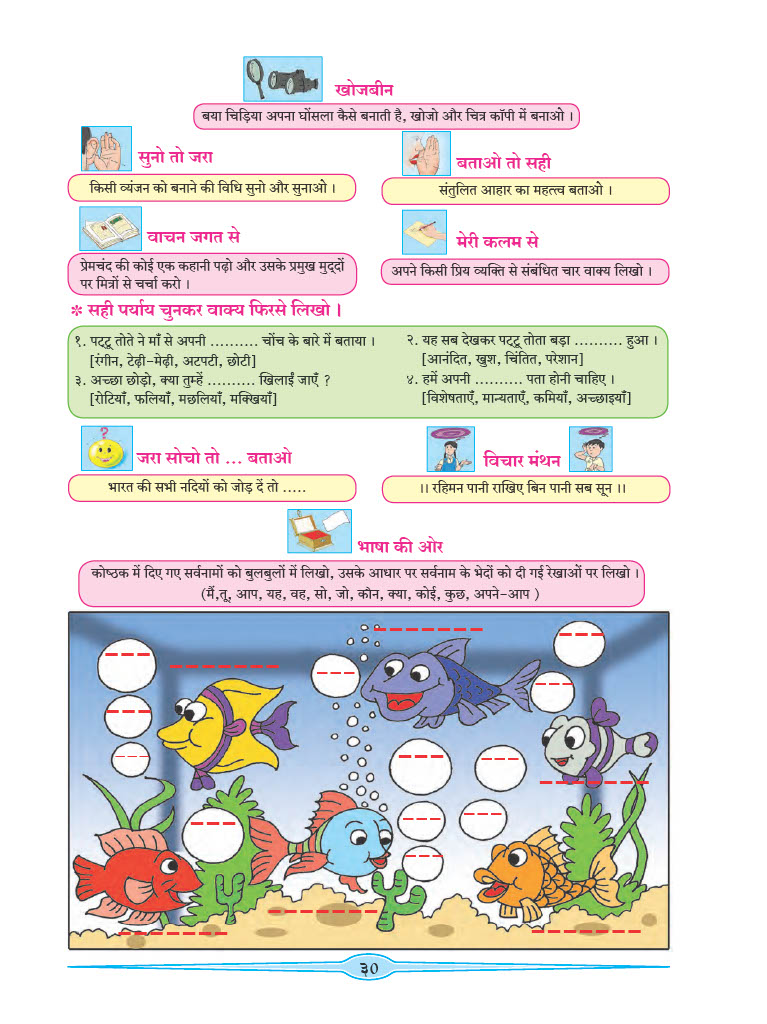 खोजबीन
बया चिड़िया अपना घोंसला कैसे बनाती है, खोजो और चित्र कॉपी में बनाओ ।
सुनो तो जरा
किसी व्यंजन को बनाने की विधि सुनो और सुनाओ ।
बताओ तो सही
संतुलित आहार का महत्त्व बताओ ।
वाचन जगत से
प्रेमचंद की कोई एक कहानी पढ़ो और उसके प्रमुख मुद्‌दों
पर मित्रों से चर्चा करो ।
मेरी कलम से
अपने किसी प्रिय व्यक्ति से संबंधित चार वाक्य लिखो ।
* सही पर्याय चुनकर वाक्य फिरसे लिखो ।
१. पट्‌टू तोते ने माँ से अपनी .......... चोंच के बारे में बताया ।
[रंगीन, टेढ़ी-मेढ़ी, अटपटी, छोटी]
२. यह सब देखकर पट्‌टू तोता बड़ा .......... हुआ ।
[आनंदित, खुश, चिंतित, परेशान]
३. अच्छा छोड़ो, क्या तुम्हें .......... खिलाईं जाएँ ?
[रोटियाँ, फलियाँ, मछलियाँ, मक्खियाँ]
४. हमें अपनी .......... पता होनी चाहिए ।
[विशेषताएँ, मान्यताएँ, कमियाँ, अच्छाइयाँ]
जरा सोचो तो ... बताओ
भारत की सभी नदियों को जोड़ दें तो .....
विचार मंथन
।। रहिमन पानी राखिए बिन पानी सब सून ।।
भाषा की ओर
कोष्ठक में दिए गए सर्वनामों को बुलबुलों में लिखो, उसके आधार पर सर्वनाम के भेदों को दी गई रेखाओं पर लिखो ।
(मैं,तू, आप, यह, वह, सो, जो, कौन, क्या, कोई, कुछ, अपने-आप )
३०